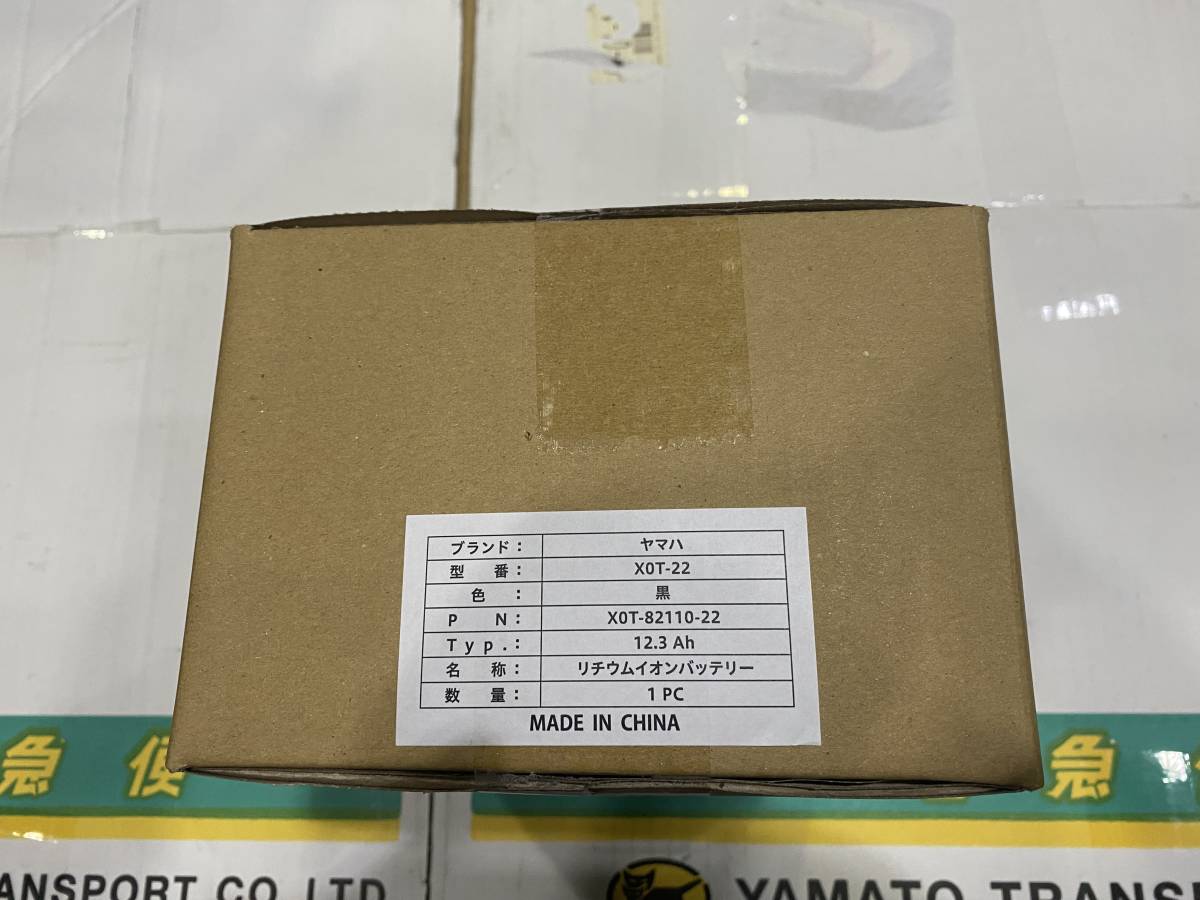 ブランド： ヤマハ
型 番： X0T-22
色 ： 黒
P N： X0T-82110-22
Typ.： 12.3 Ah
名 称： リチウムイオンバッテリー
数 量： 1 PC
MADE IN CHINA
急 便
急
ANSPORT CO.,LTD.
YAMATO TRANS